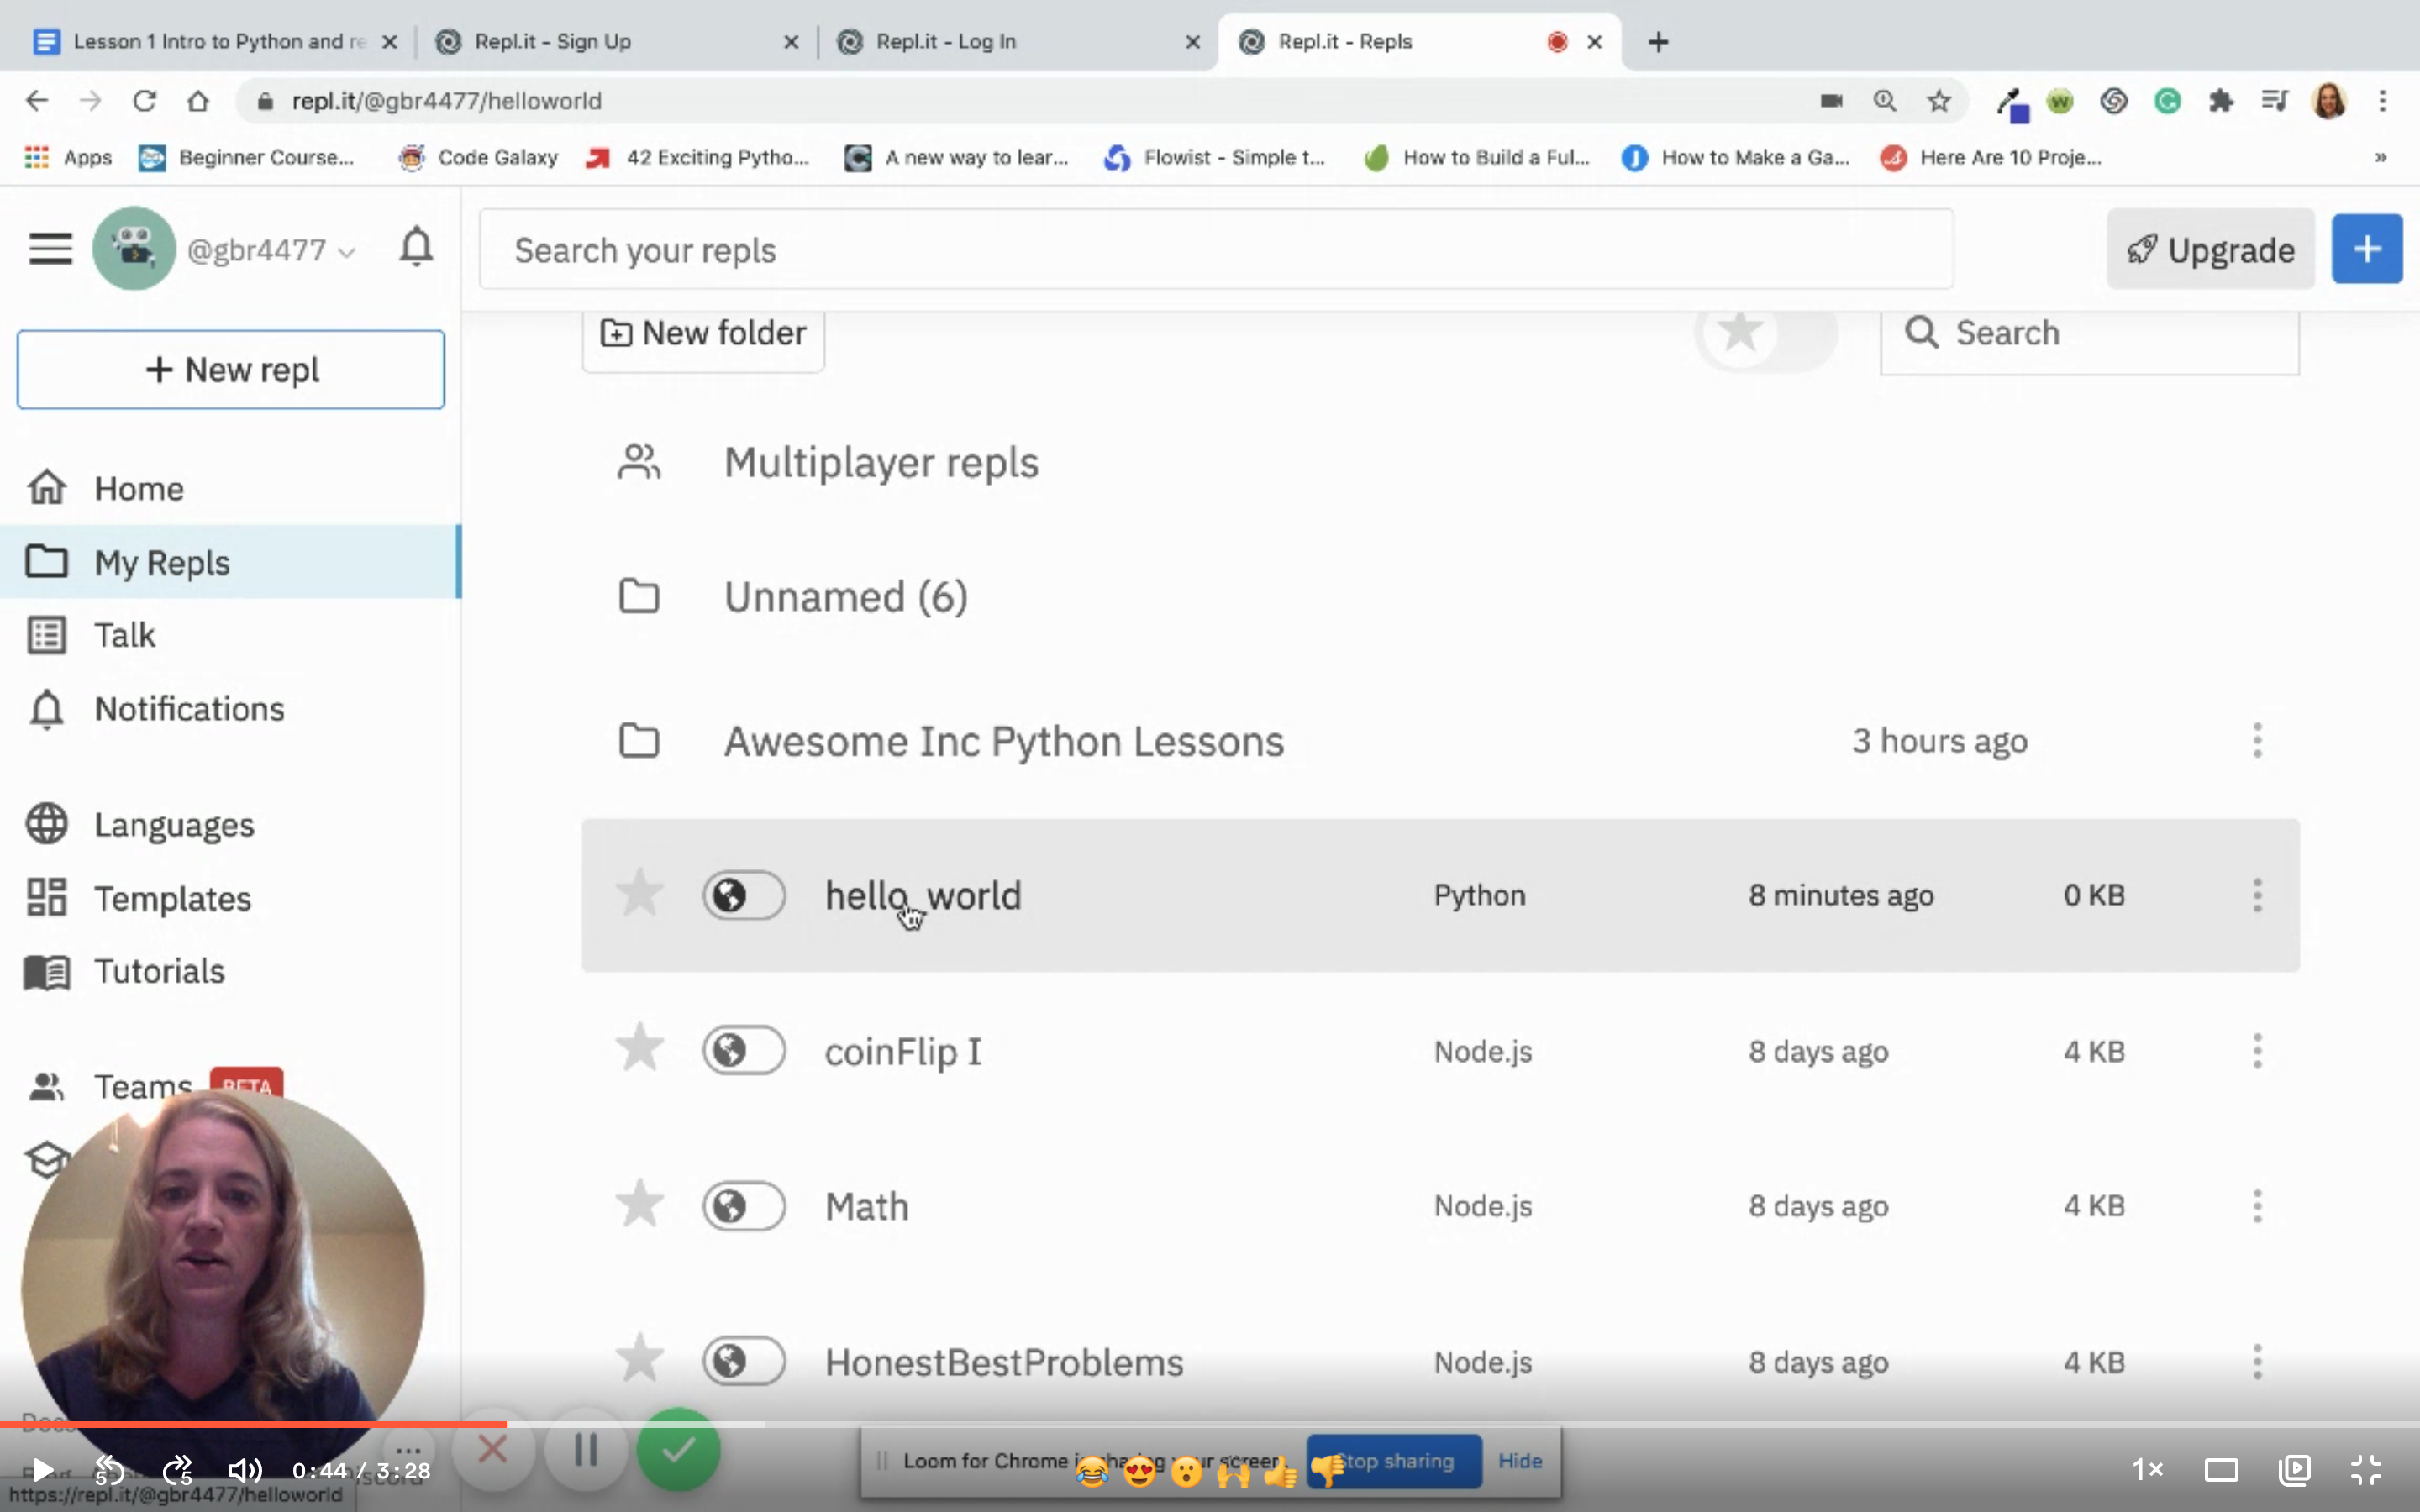 Lesson 1 Intro to Python and re
Repl.it - Sign Up
Repl.it - Log In
Repl.it - Repls
repl.it/@gbr4477/helloworld
Apps
Beginner Course...
Code Galaxy
42 Exciting Pytho...
A new way to lear...
Flowist - Simple t...
How to Build a Ful...
How to Make a Ga...
Here Are 10 Proje...
@gbr4477
Search your repls
Upgrade
+ New repl
New folder
Search
Home
My Repls
Talk
Notifications
Languages
Templates
Tutorials
Teams BETA
Multiplayer repls
Unnamed (6)
Awesome Inc Python Lessons 3 hours ago
hello_world Python 8 minutes ago 0 KB
coinFlip I Node.js 8 days ago 4 KB
Math Node.js 8 days ago 4 KB
HonestBestProblems Node.js 8 days ago 4 KB
5 5 0:44 / 3:28
Loom for Chrome is sharing your screen.
Stop sharing
Hide
1×
https://repl.it/@gbr4477/helloworld